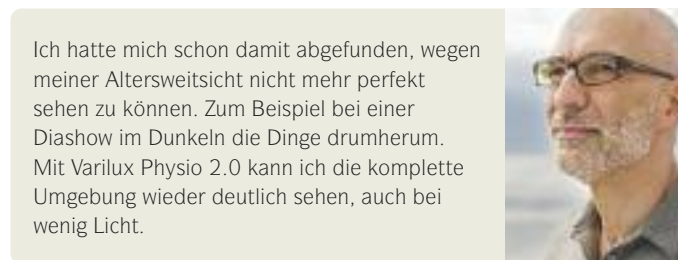 Ich hatte mich schon damit abgefunden, wegen
meiner Altersweitsicht nicht mehr perfekt
sehen zu können. Zum Beispiel bei einer
Diashow im Dunkeln die Dinge drumherum.
Mit Varilux Physio 2.0 kann ich die komplette
Umgebung wieder deutlich sehen, auch bei
wenig Licht.